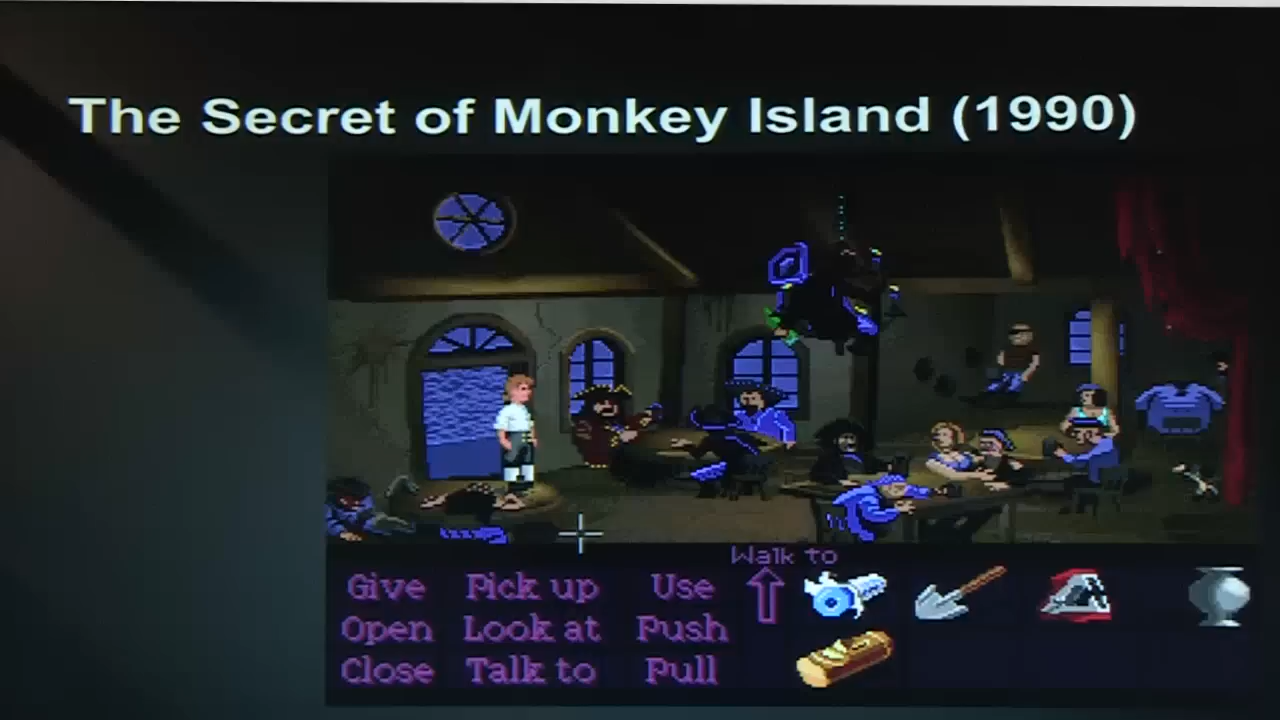 The Secret of Monkey Island (1990)
Walk to
Give Pick up Use
Open Look at Push
Close Talk to Pull